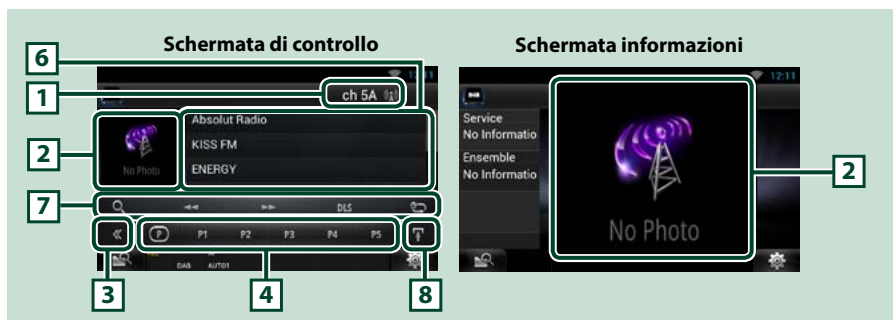 Schermata di controllo
Schermata informazioni
6
1
2
7
3
4
8
2
12:11
ch 5A
Absolut Radio
KISS FM
ENERGY
No Photo
DLS
P
P1
P2
P3
P4
P5
DAB
AUTO1
12:11
DAB
Service
No Informatio
Ensemble
No Informatio
No Photo